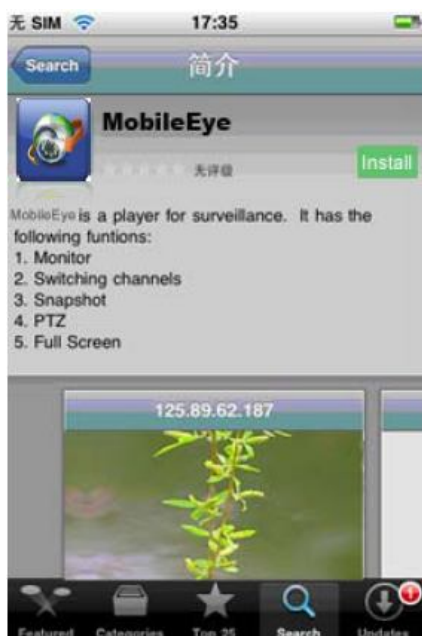 无 SIM 17:35
Search 简介
MobileEye
无评级 Install
MobileEye is a player for surveillance. It has the
following funtions:
1. Monitor
2. Switching channels
3. Snapshot
4. PTZ
5. Full Screen
125.89.62.187
1
Featured Categories Top 25 Search Updates